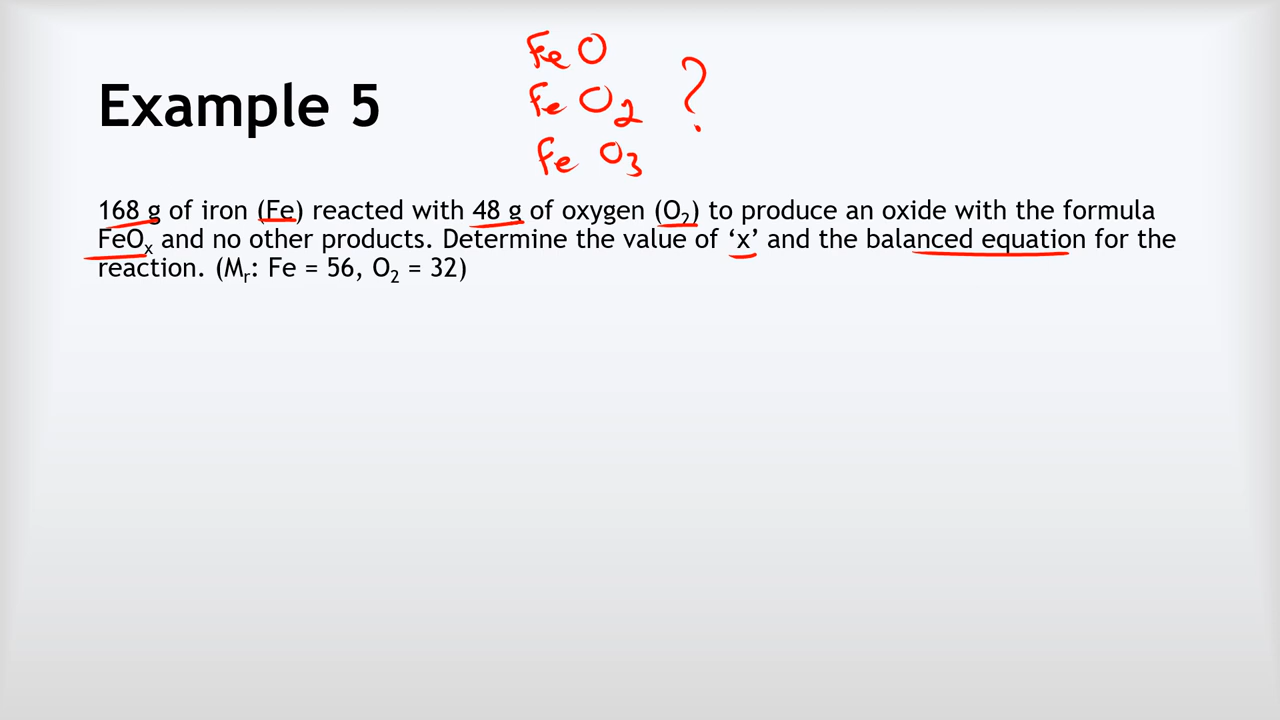 Fe O
Fe O2 ?
Fe O3
Example 5
168 g of iron (Fe) reacted with 48 g of oxygen (O₂) to produce an oxide with the formula
FeOₓ and no other products. Determine the value of ‘x’ and the balanced equation for the
reaction. (Mᵣ: Fe = 56, O₂ = 32)